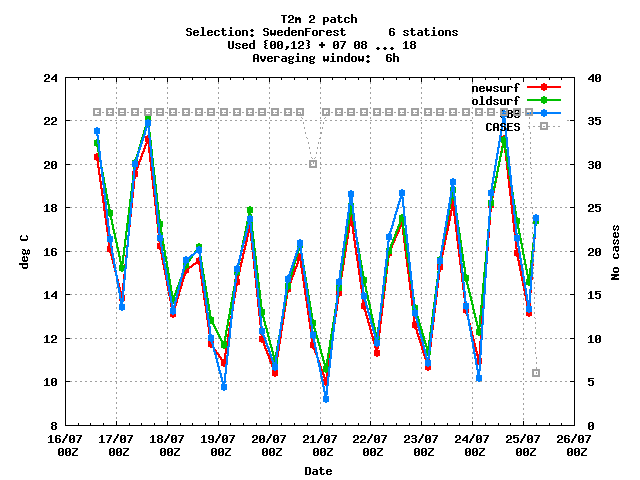 T2m 2 patch
Selection: SwedenForest 6 stations
Used {00,12} + 07 08 ... 18
Averaging window: 6h
24
22
20
18
16
14
12
10
8
deg C
40
35
30
25
20
15
10
5
0
No cases
newsurf
oldsurf
OBS
CASES
16/07 17/07 18/07 19/07 20/07 21/07 22/07 23/07 24/07 25/07 26/07
00Z 00Z 00Z 00Z 00Z 00Z 00Z 00Z 00Z 00Z 00Z
Date